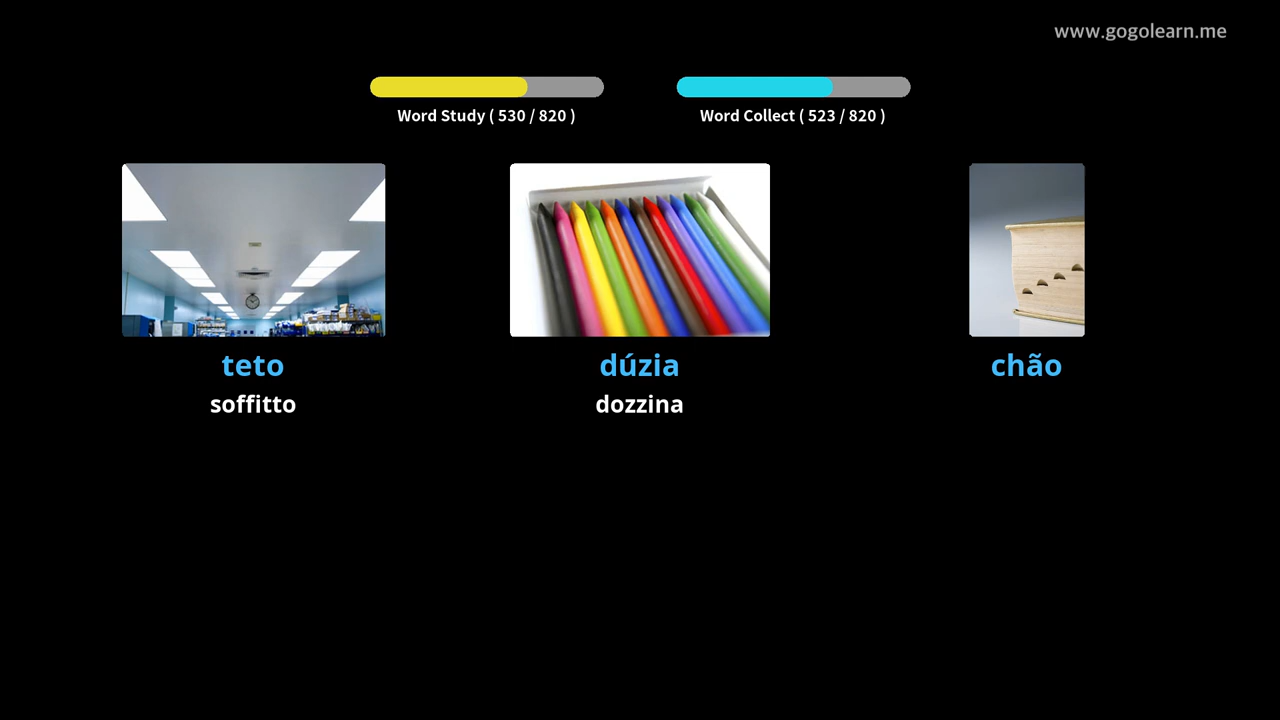 www.gogolearn.me
Word Study ( 530 / 820 )
Word Collect ( 523 / 820 )
teto
soffitto
dúzia
dozzina
chão